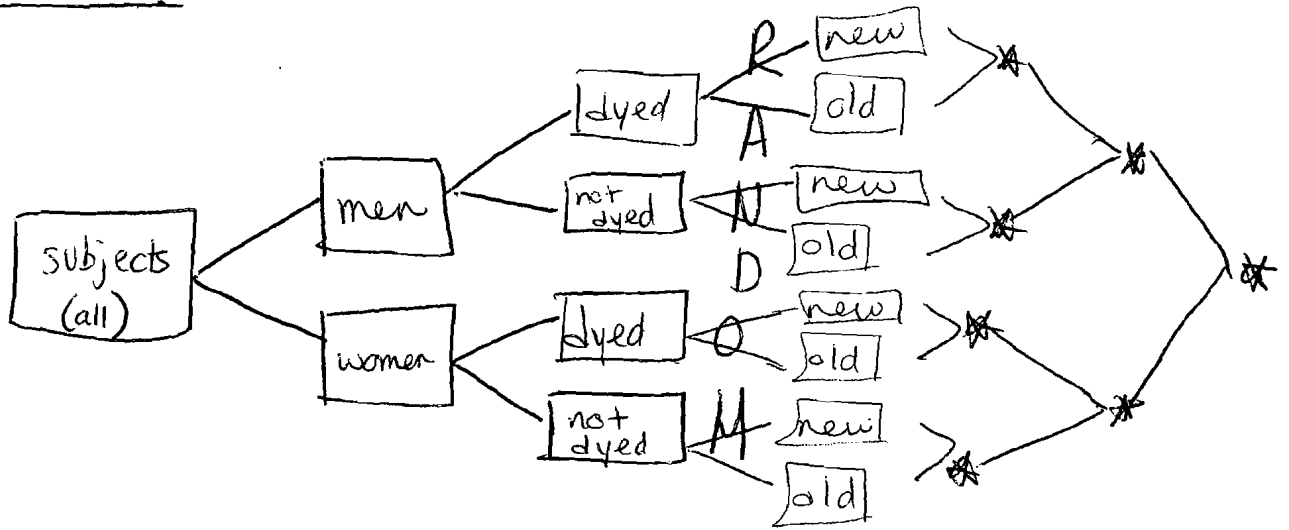 subjects
(all)
men
women
dyed
not
dyed
dyed
not
dyed
R
A
N
D
O
M
new
old
new
old
new
old
new
old